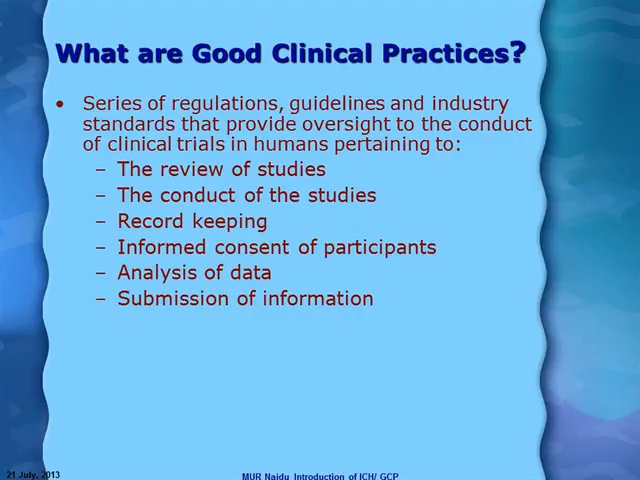 What are Good Clinical Practices?
• Series of regulations, guidelines and industry
standards that provide oversight to the conduct
of clinical trials in humans pertaining to:
– The review of studies
– The conduct of the studies
– Record keeping
– Informed consent of participants
– Analysis of data
– Submission of information
21 July, 2013
MUR Naidu Introduction of ICH/ GCP